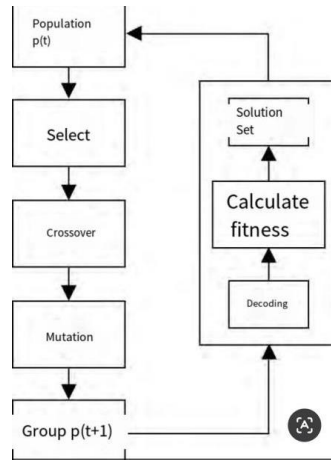 Population
p(t)
Select
Crossover
Mutation
Group p(t+1)
Solution
Set
Calculate
fitness
Decoding